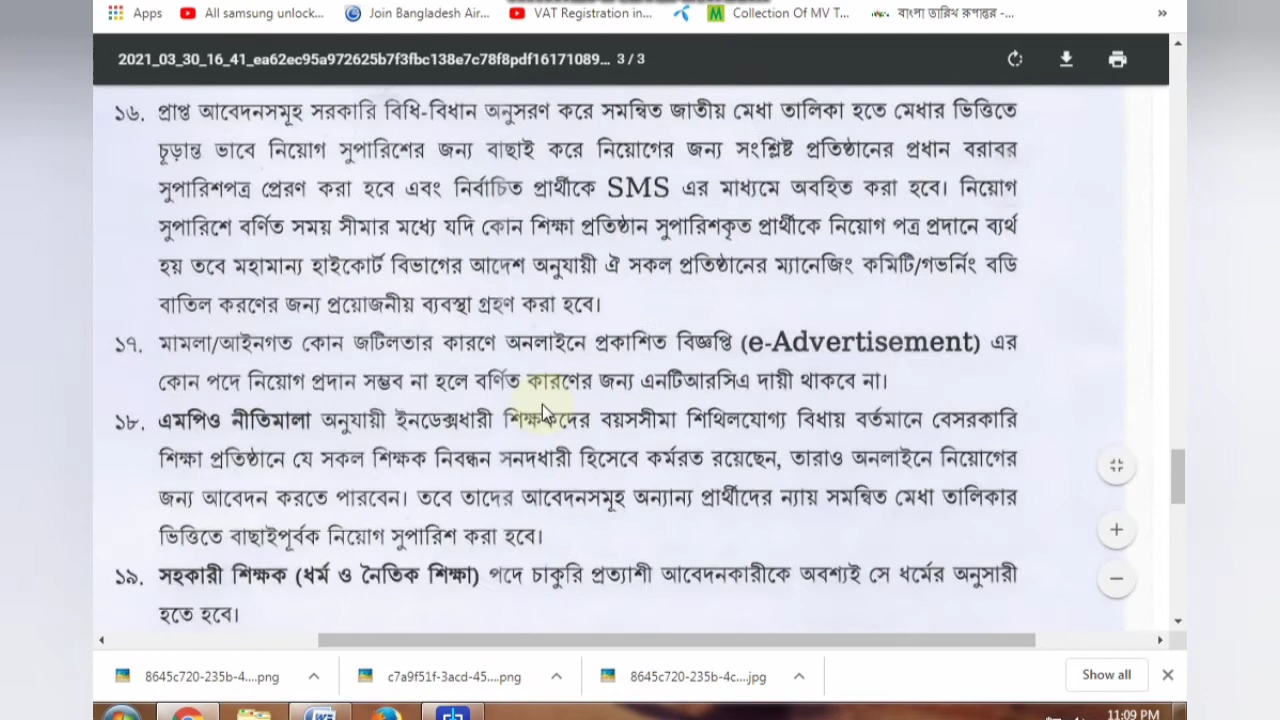 Apps All samsung unlock... Join Bangladesh Air... VAT Registration in... Collection Of MV T... বাংলা তারিখ রূপান্তর -... »
2021_03_30_16_41_ea62ec95a972625b7f3fbc138e7c78f8pdf16171089... 3 / 3
১৬. প্রাপ্ত আবেদনসমূহ সরকারি বিধি-বিধান অনুসরণ করে সমন্বিত জাতীয় মেধা তালিকা হতে মেধার ভিত্তিতে
চূড়ান্ত ভাবে নিয়োগ সুপারিশের জন্য বাছাই করে নিয়োগের জন্য সংশ্লিষ্ট প্রতিষ্ঠানের প্রধান বরাবর
সুপারিশপত্র প্রেরণ করা হবে এবং নির্বাচিত প্রার্থীকে SMS এর মাধ্যমে অবহিত করা হবে। নিয়োগ
সুপারিশে বর্ণিত সময় সীমার মধ্যে যদি কোন শিক্ষা প্রতিষ্ঠান সুপারিশকৃত প্রার্থীকে নিয়োগ পত্র প্রদানে ব্যর্থ
হয় তবে মহামান্য হাইকোর্ট বিভাগের আদেশ অনুযায়ী ঐ সকল প্রতিষ্ঠানের ম্যানেজিং কমিটি/গভর্নিং বডি
বাতিল করণের জন্য প্রয়োজনীয় ব্যবস্থা গ্রহণ করা হবে।
১৭. মামলা/আইনগত কোন জটিলতার কারণে অনলাইনে প্রকাশিত বিজ্ঞপ্তি (e-Advertisement) এর
কোন পদে নিয়োগ প্রদান সম্ভব না হলে বর্ণিত কারণের জন্য এনটিআরসিএ দায়ী থাকবে না।
১৮. এমপিও নীতিমালা অনুযায়ী ইনডেক্সধারী শিক্ষকদের বয়সসীমা শিথিলযোগ্য বিধায় বর্তমানে বেসরকারি
শিক্ষা প্রতিষ্ঠানে যে সকল শিক্ষক নিবন্ধন সনদধারী হিসেবে কর্মরত রয়েছেন, তারাও অনলাইনে নিয়োগের
জন্য আবেদন করতে পারবেন। তবে তাদের আবেদনসমূহ অন্যান্য প্রার্থীদের ন্যায় সমন্বিত মেধা তালিকার
ভিত্তিতে বাছাইপূর্বক নিয়োগ সুপারিশ করা হবে।
১৯. সহকারী শিক্ষক (ধর্ম ও নৈতিক শিক্ষা) পদে চাকুরি প্রত্যাশী আবেদনকারীকে অবশ্যই সে ধর্মের অনুসারী
হতে হবে।
8645c720-235b-4....png c7a9f51f-3acd-45....png 8645c720-235b-4c....jpg Show all
11:09 PM